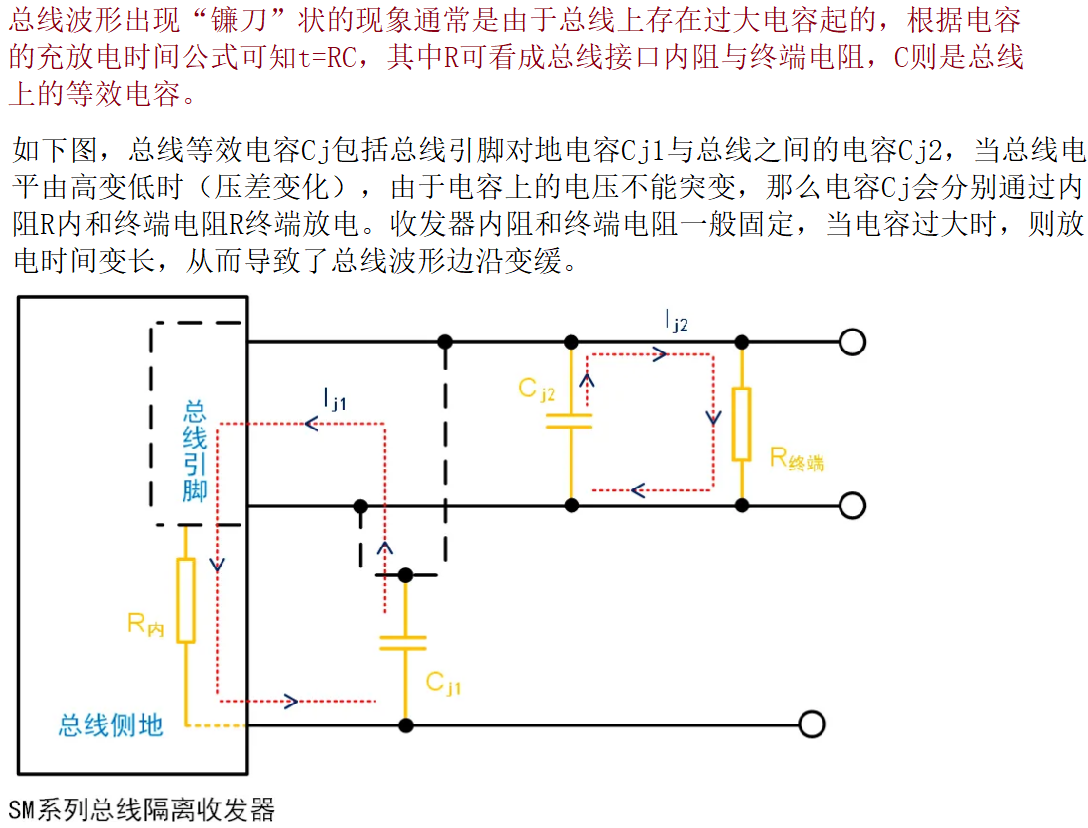 总线波形出现“镰刀”状的现象通常是由于总线上存在过大电容起的，根据电容
的充放电时间公式可知t=RC，其中R可看成总线接口内阻与终端电阻，C则是总线
上的等效电容。
如下图，总线等效电容Cj包括总线引脚对地电容Cj1与总线之间的电容Cj2，当总线电
平由高变低时（压差变化），由于电容上的电压不能突变，那么电容Cj会分别通过内
阻R内和终端电阻R终端放电。收发器内阻和终端电阻一般固定，当电容过大时，则放
电时间变长，从而导致了总线波形边沿变缓。
Ij2
Cj2
Ij1
总线引脚
R终端
R内
Cj1
总线侧地
SM系列总线隔离收发器